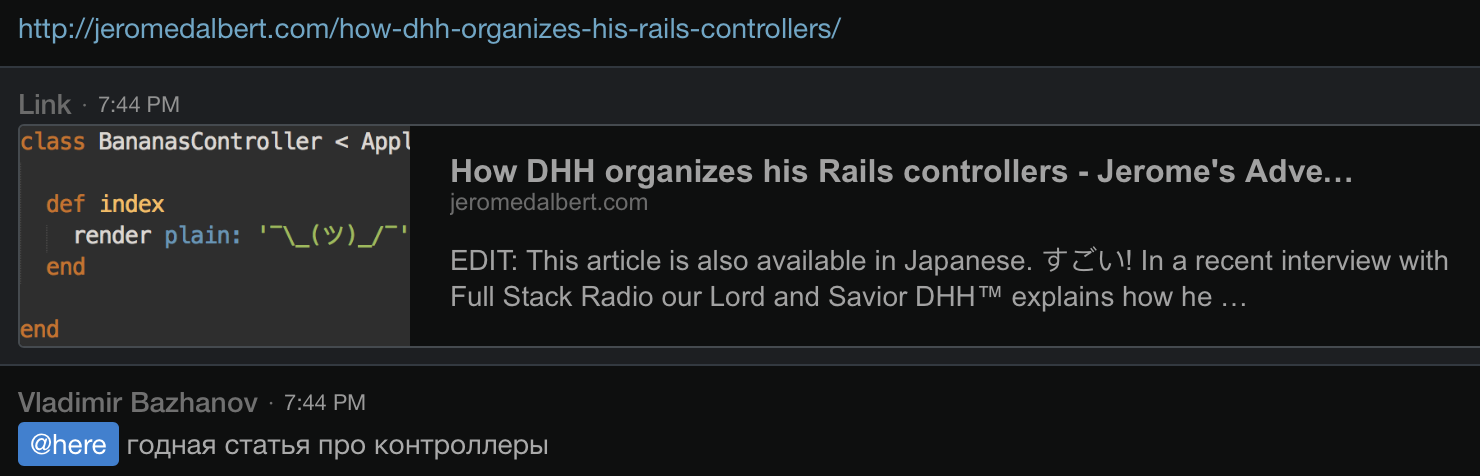 http://jeromedalbert.com/how-dhh-organizes-his-rails-controllers/
Link · 7:44 PM
class BananasController < Appl
def index
render plain: '¯\_(ツ)_/¯'
end
end
How DHH organizes his Rails controllers - Jerome's Adve…
jeromedalbert.com
EDIT: This article is also available in Japanese. すごい! In a recent interview with
Full Stack Radio our Lord and Savior DHH™ explains how he …
Vladimir Bazhanov · 7:44 PM
@here годная статья про контроллеры